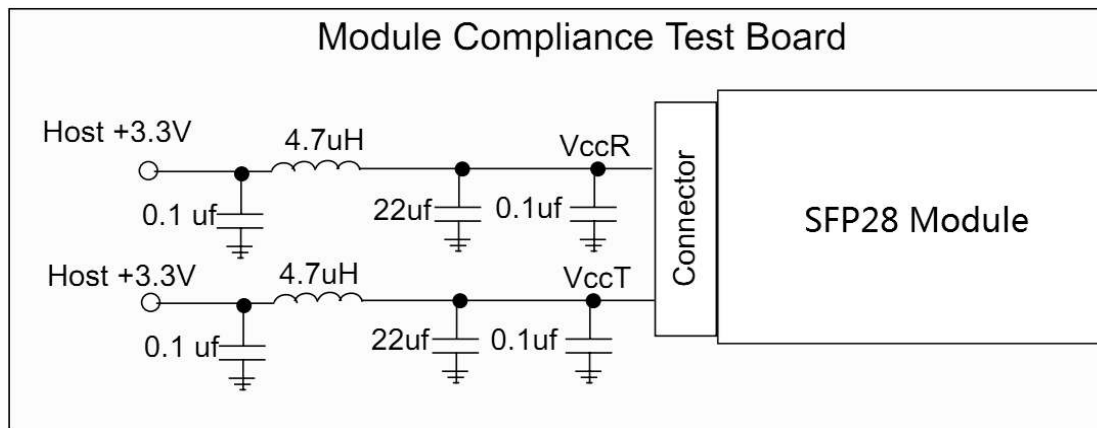 Module Compliance Test Board
Host +3.3V
4.7uH
VccR
0.1 uf
22uf
0.1uf
Connector
SFP28 Module
Host +3.3V
4.7uH
VccT
0.1 uf
22uf
0.1uf